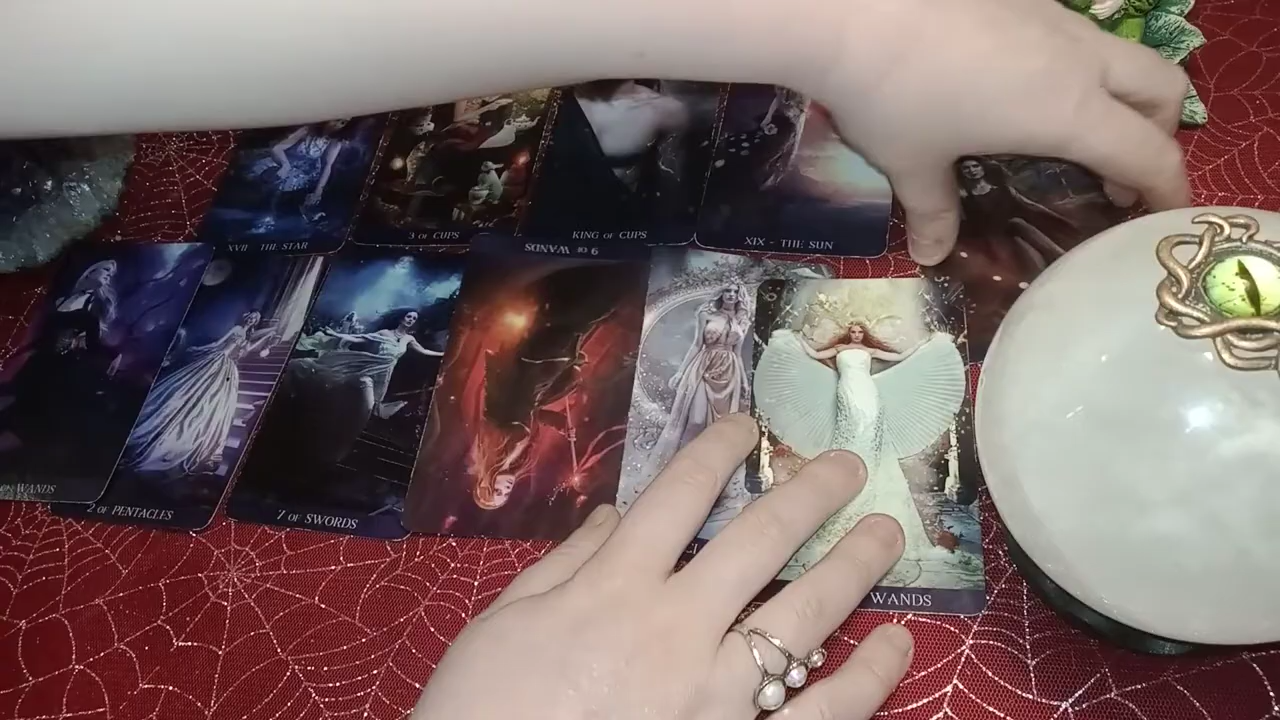 XVII THE STAR
3 OF CUPS
KING OF CUPS
XIX - THE SUN
9 OF WANDS
OF WANDS
2 OF PENTACLES
7 OF SWORDS
WANDS